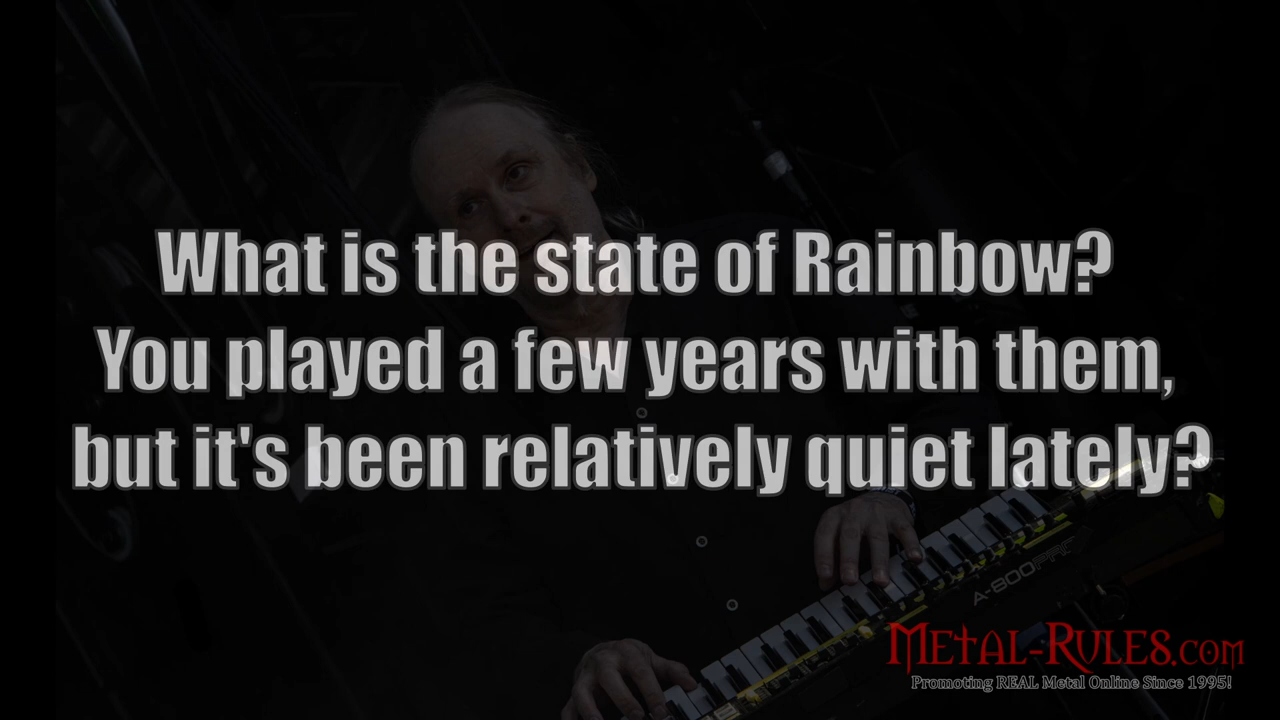 What is the state of Rainbow?
You played a few years with them,
but it's been relatively quiet lately?
A-800PRO
METAL-RULES.COM
Promoting REAL Metal Online Since 1995!